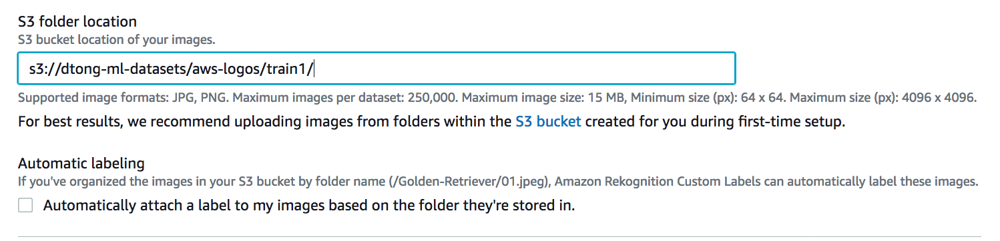 S3 folder location
S3 bucket location of your images.
s3://dtong-ml-datasets/aws-logos/train1/
Supported image formats: JPG, PNG. Maximum images per dataset: 250,000. Maximum image size: 15 MB, Minimum size (px): 64 x 64. Maximum size (px): 4096 x 4096.
For best results, we recommend uploading images from folders within the S3 bucket created for you during first-time setup.
Automatic labeling
If you've organized the images in your S3 bucket by folder name (/Golden-Retriever/01.jpeg), Amazon Rekognition Custom Labels can automatically label these images.
Automatically attach a label to my images based on the folder they're stored in.